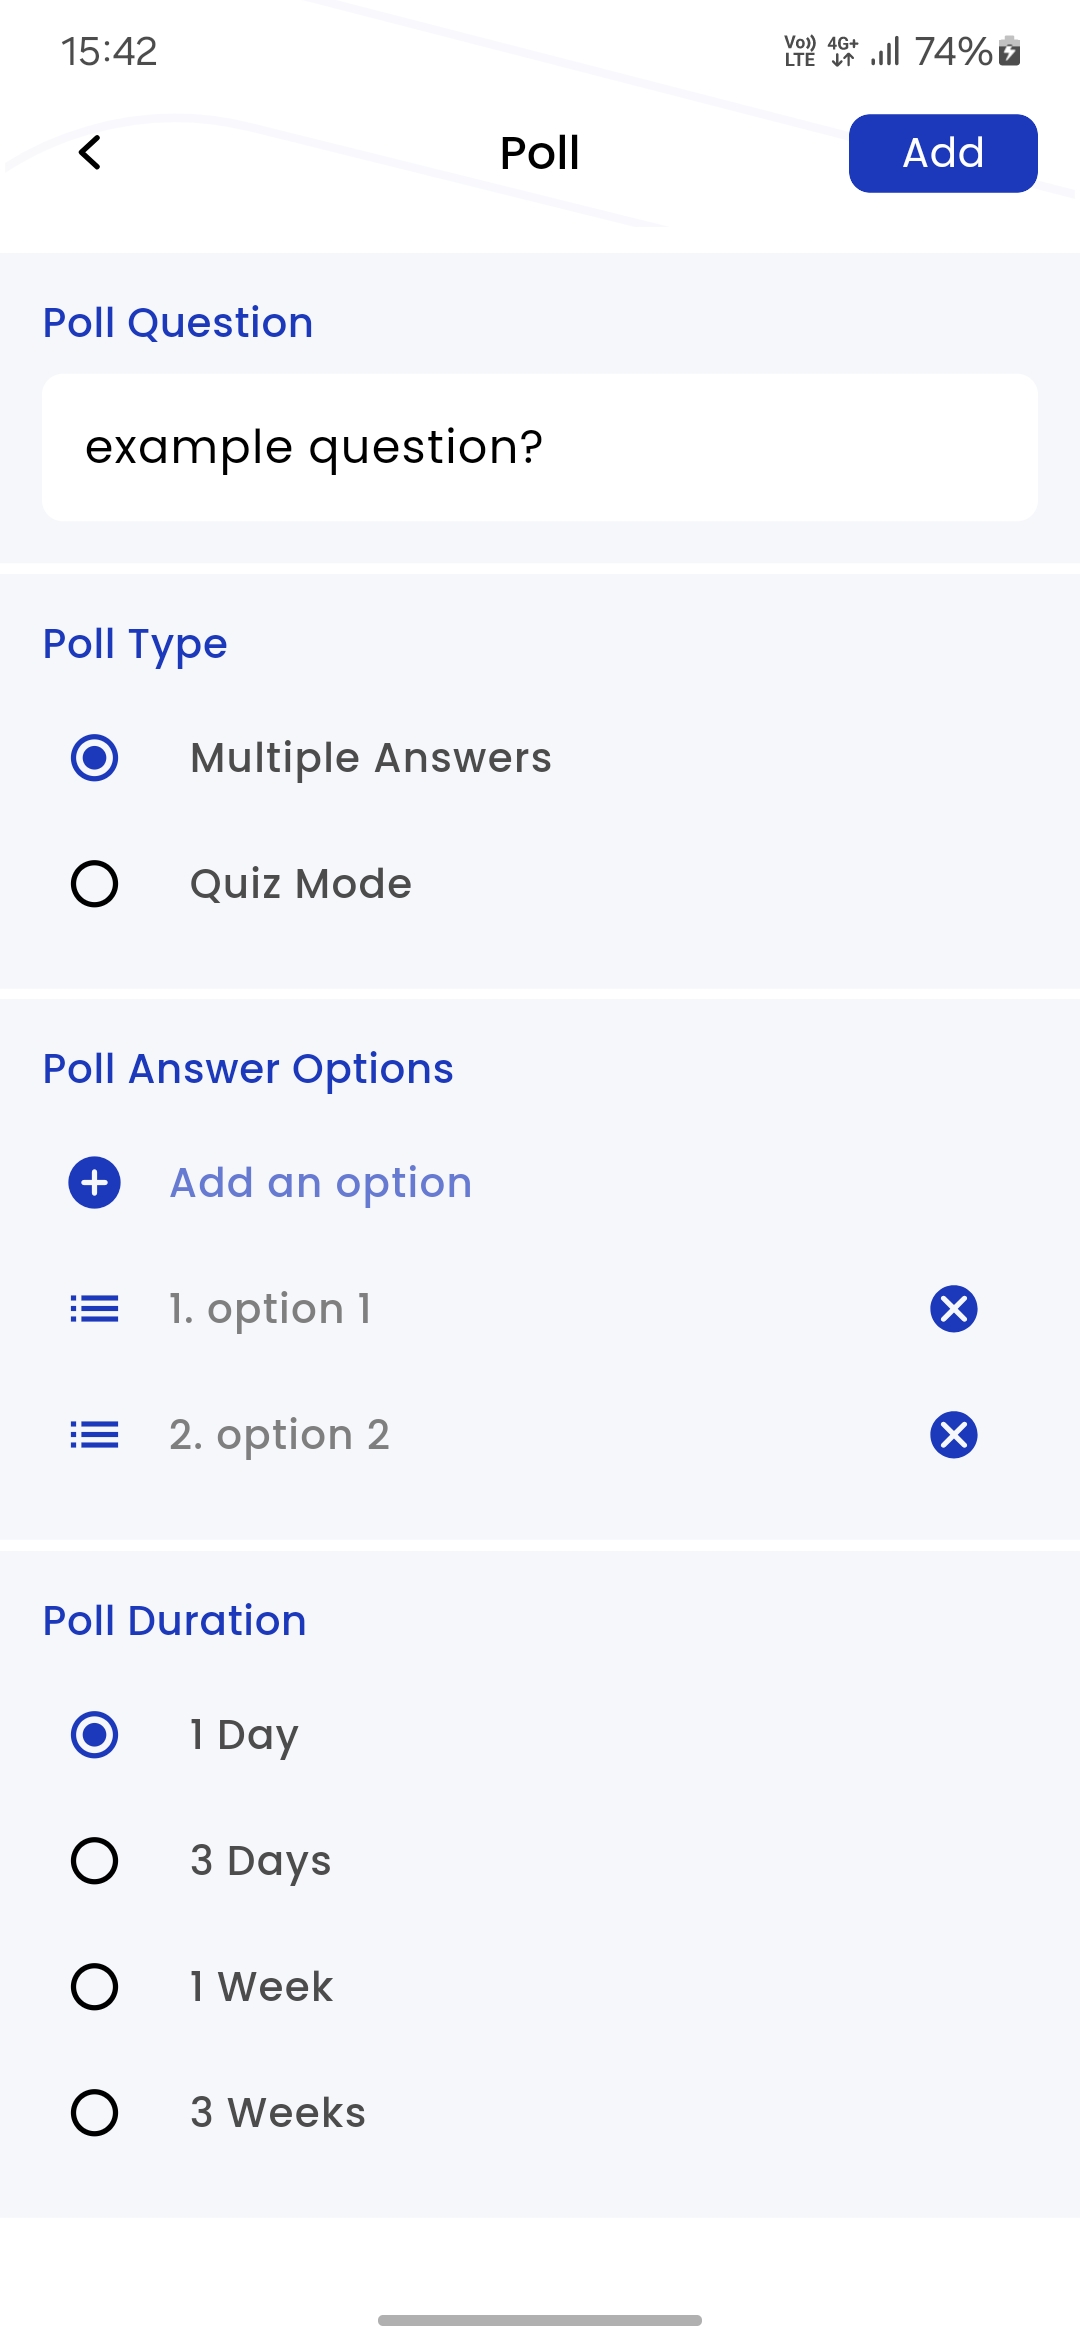 15:42 Vo)) LTE 4G+ 74%
Poll
Add
Poll Question
example question?
Poll Type
Multiple Answers
Quiz Mode
Poll Answer Options
Add an option
1. option 1
2. option 2
Poll Duration
1 Day
3 Days
1 Week
3 Weeks